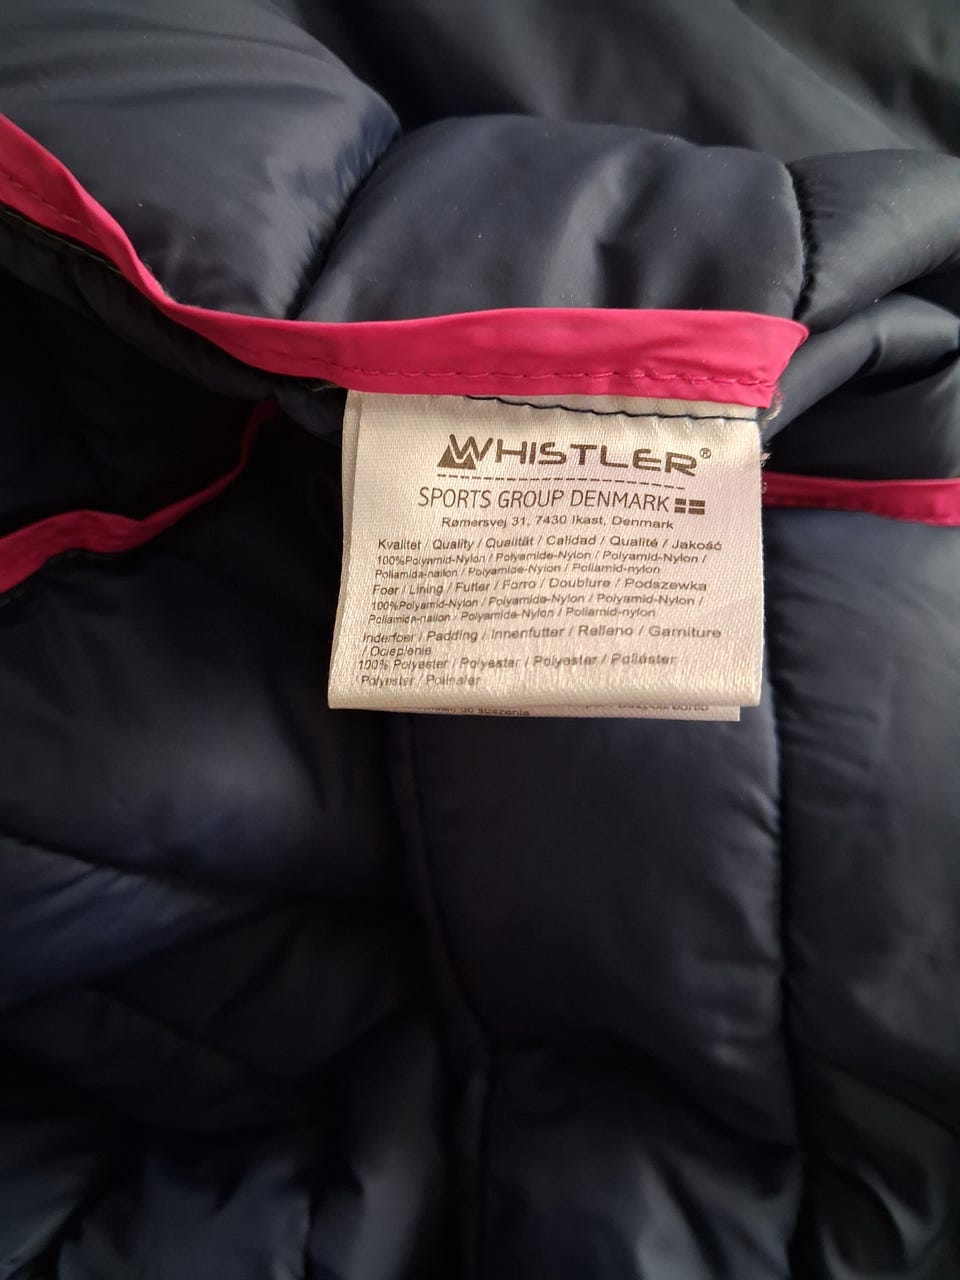 WHISTLER®
SPORTS GROUP DENMARK
Rømersvej 31, 7430 Ikast, Denmark
Kvalitet / Quality / Qualität / Calidad / Qualité / Jakość
100%Polyamid-Nylon / Polyamide-Nylon / Polyamid-Nylon /
Poliamida-nailon / Polyamide-Nylon / Poliamid-nylon
Foer / Lining / Futter / Forro / Doublure / Podszewka
100%Polyamid-Nylon / Polyamide-Nylon / Polyamid-Nylon /
Poliamida-nailon / Polyamide-Nylon / Poliamid-nylon
Inderfoer / Padding / Innenfutter / Relleno / Garniture
/ Ocieplenie
100% Polyester / Polyester / Polyester / Poliéster
/ Polyester / Poliester
do suszenie